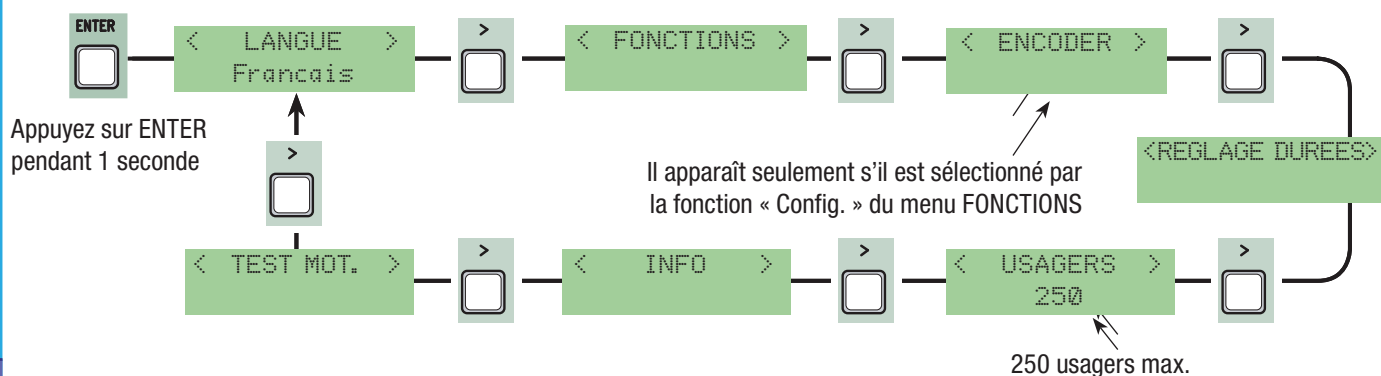 ENTER
< LANGUE >
Francais
>
< FONCTIONS >
>
< ENCODER >
>
Appuyez sur ENTER
pendant 1 seconde
>
Il apparaît seulement s’il est sélectionné par
la fonction « Config. » du menu FONCTIONS
<REGLAGE DUREES>
< TEST MOT. >
>
< INFO >
>
< USAGERS >
250
>
250 usagers max.